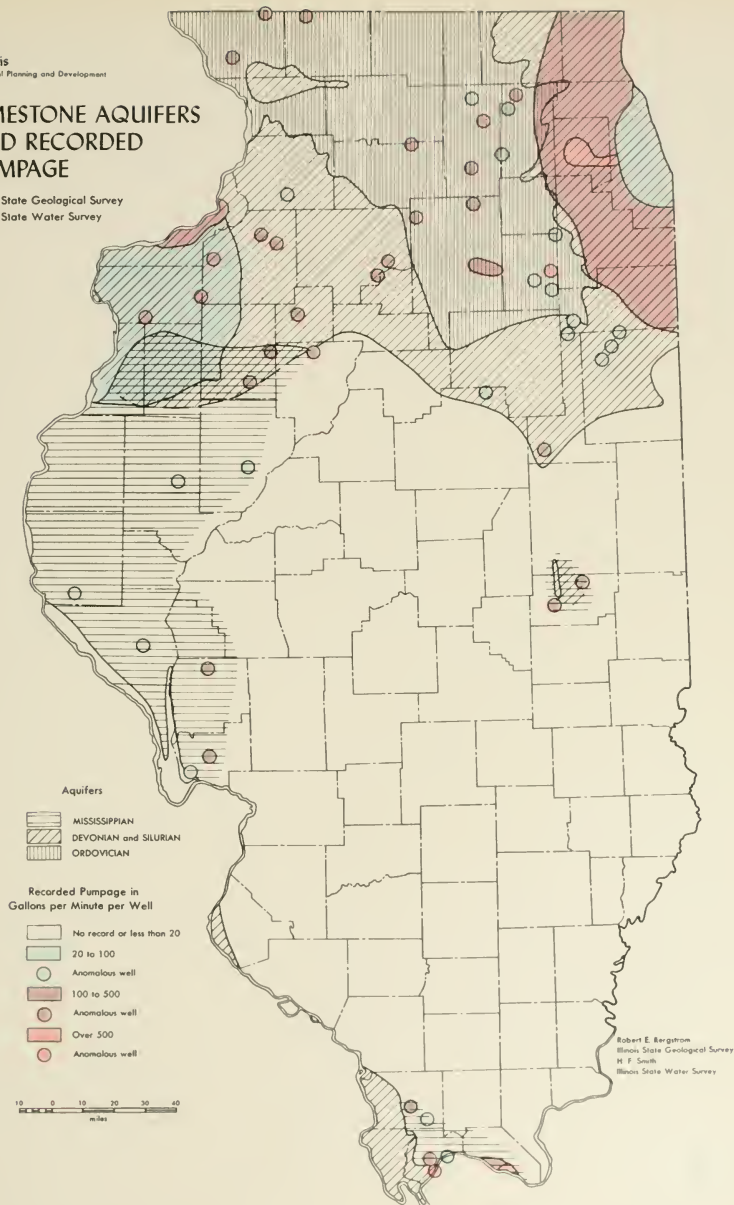 is
al Planning and Development
MESTONE AQUIFERS
D RECORDED
MPAGE
State Geological Survey
State Water Survey
Aquifers
MISSISSIPPIAN
DEVONIAN and SILURIAN
ORDOVICIAN
Recorded Pumpage in
Gallons per Minute per Well
No record or less than 20
20 to 100
Anomalous well
100 to 500
Anomalous well
Over 500
Anomalous well
10 0 10 20 30 40
miles
Robert E. Bergstrom
Illinois State Geological Survey
H F Smith
Illinois State Water Survey